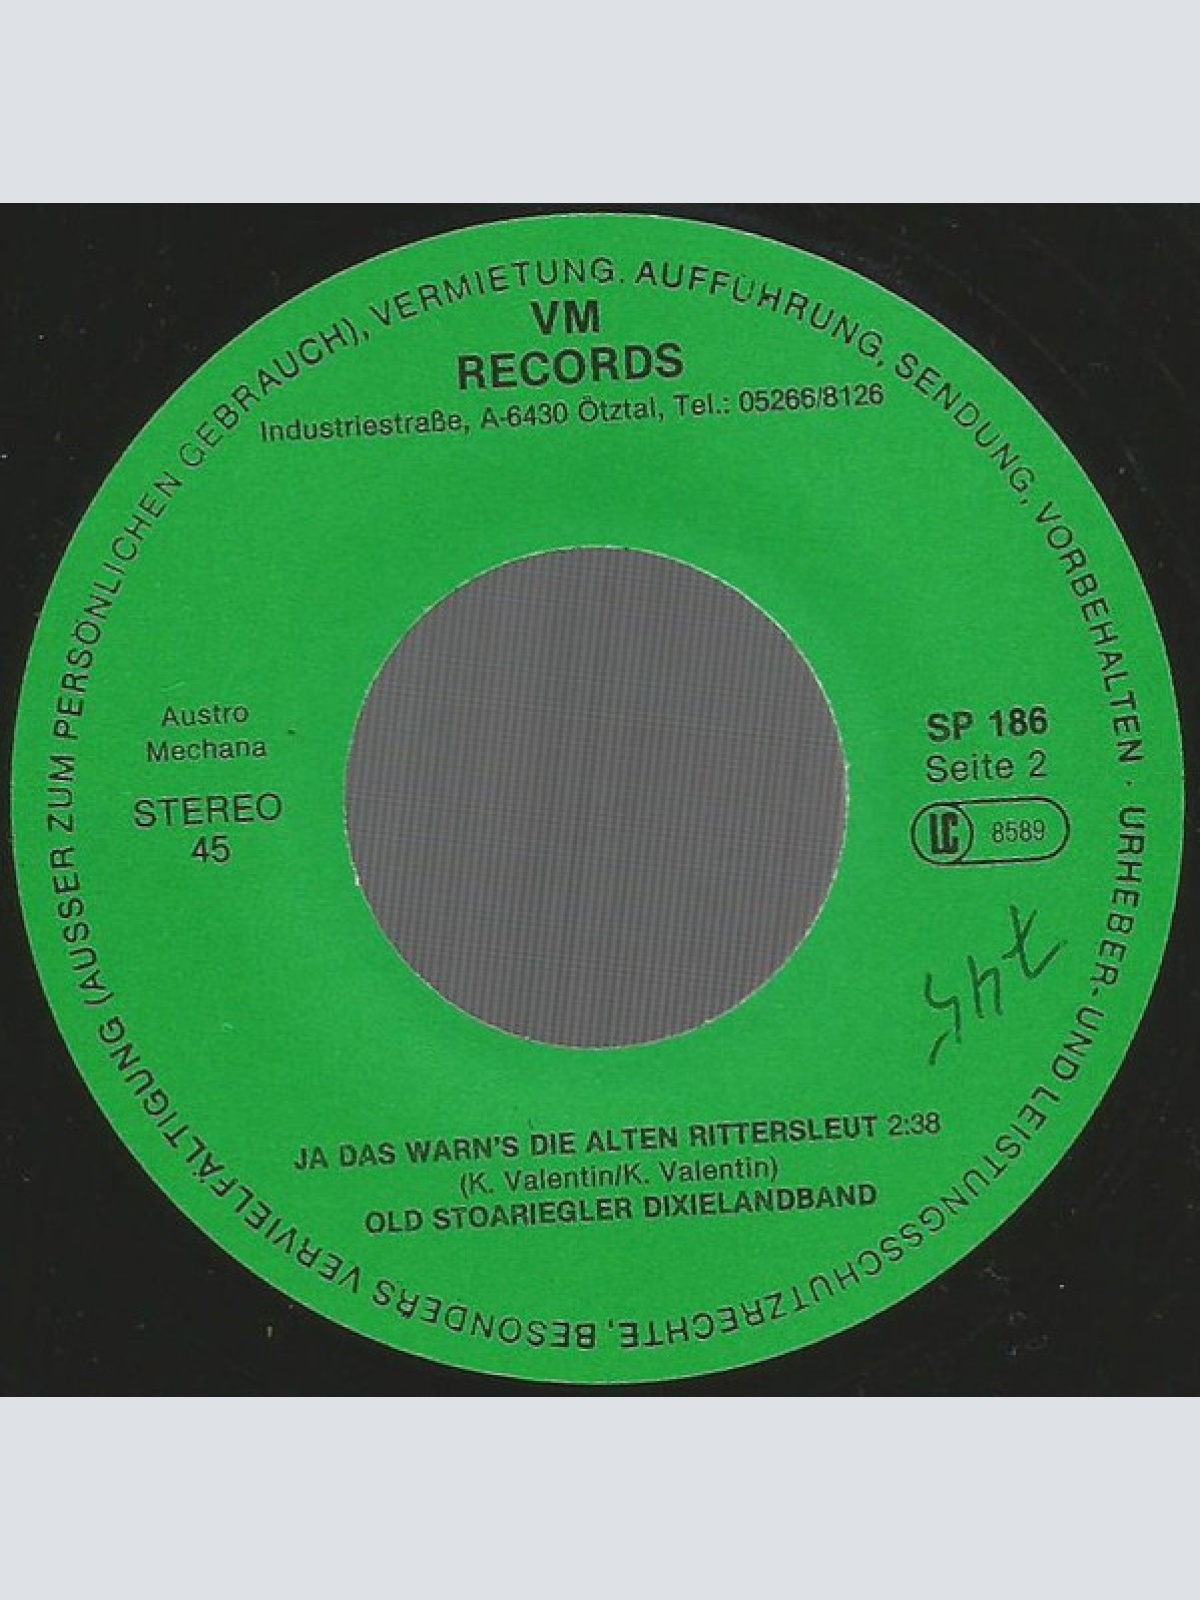 URHEBER- UND LEISTUNGSSCHUTZRECHTE, BESONDERS VERVIELFÄLTIGUNG (AUSSER ZUM PERSÖNLICHEN GEBRAUCH), VERMIETUNG. AUFFÜHRUNG, SENDUNG, VORBEHALTEN ·
VM
RECORDS
Industriestraße, A-6430 Ötztal, Tel.: 05266/8126
Austro
Mechana
STEREO
45
SP 186
Seite 2
LC 8589
JA DAS WARN'S DIE ALTEN RITTERSLEUT 2:38
(K. Valentin/K. Valentin)
OLD STOARIEGLER DIXIELANDBAND